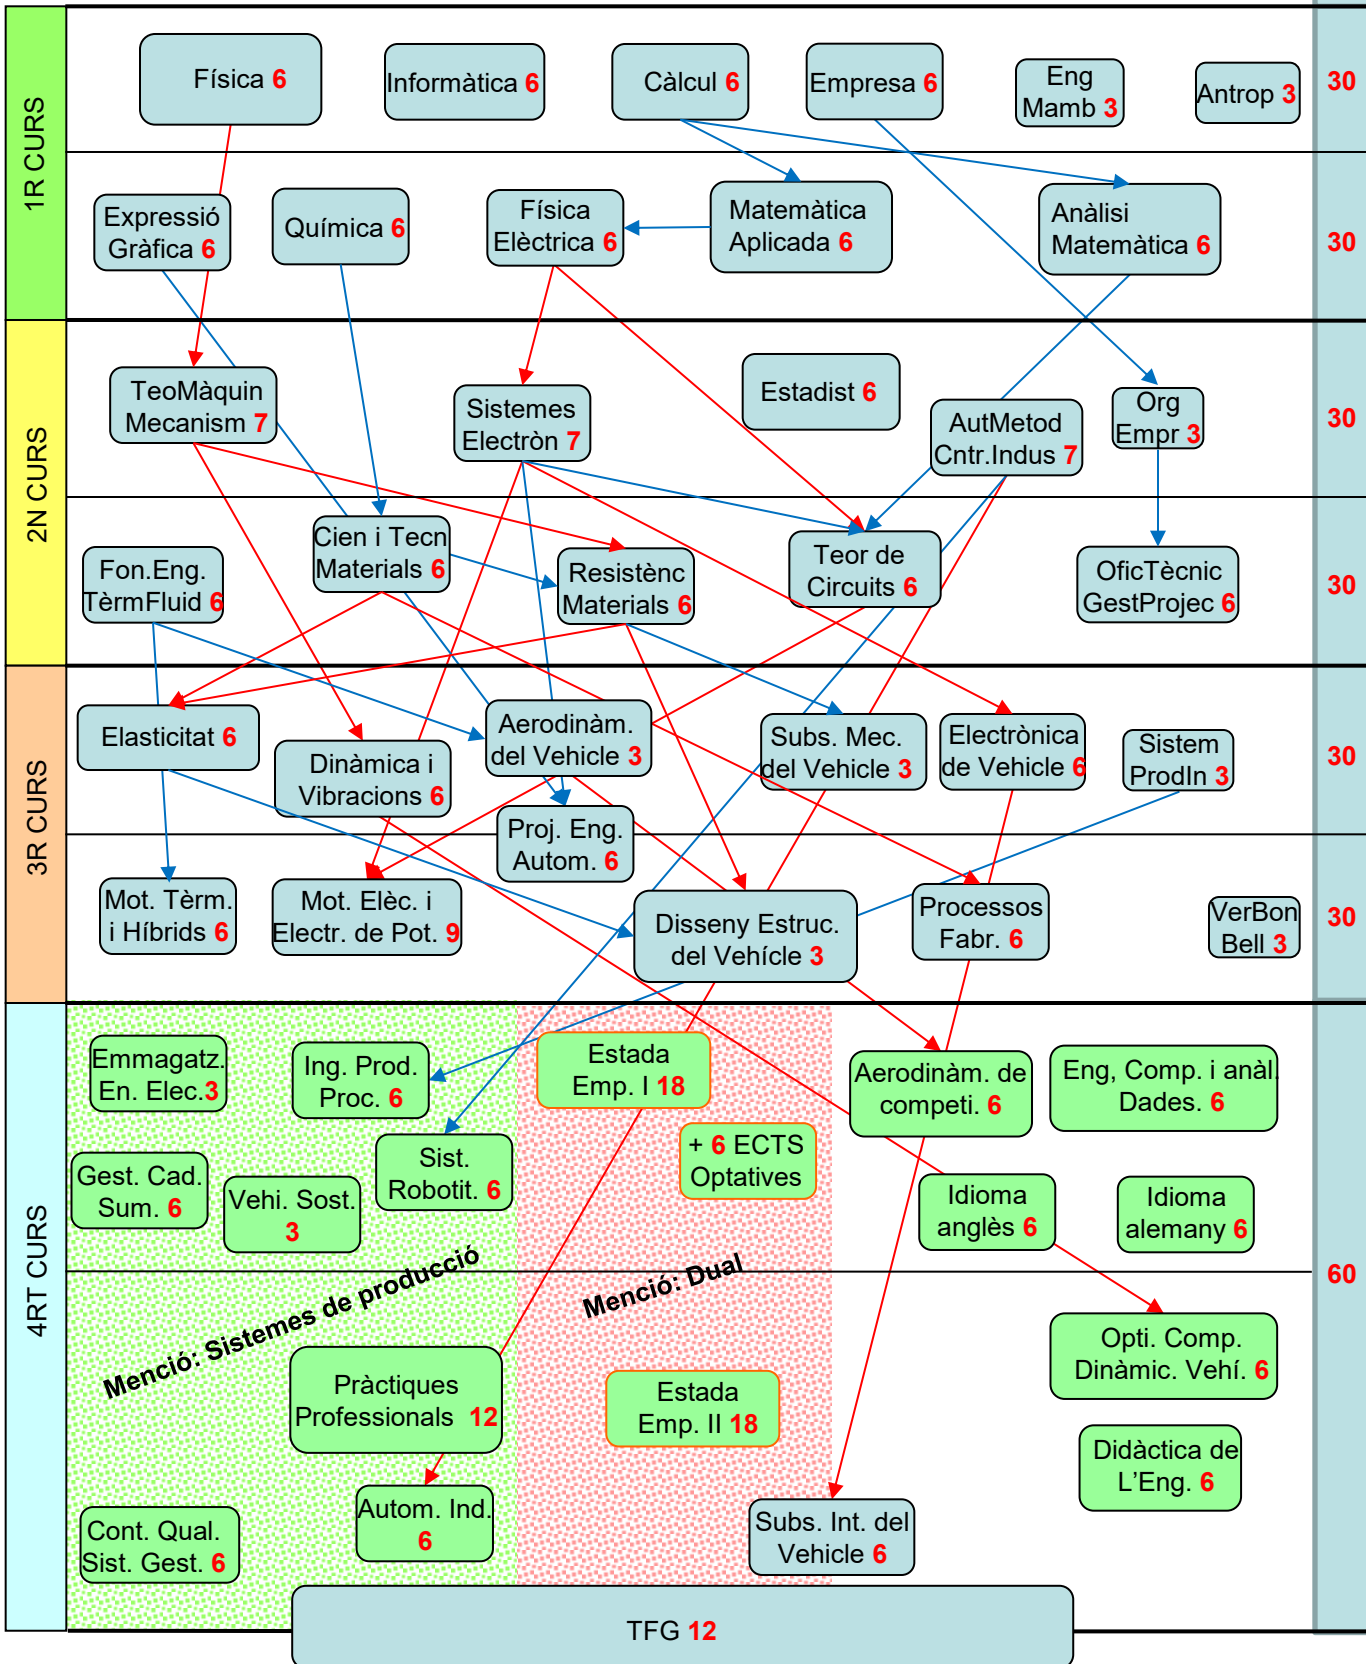 1R CURS
Física 6
Informàtica 6
Càlcul 6
Empresa 6
Eng
Mamb 3
Antrop 3
30
Expressió
Gràfica 6
Química 6
Física
Elèctrica 6
Matemàtica
Aplicada 6
Anàlisi
Matemàtica 6
30
2N CURS
TeoMàquin
Mecanism 7
Sistemes
Electròn 7
Estadist 6
AutMetod
Cntr.Indus 7
Org
Empr 3
30
Fon.Eng.
TèrmFluid 6
Cien i Tecn
Materials 6
Resistènc
Materials 6
Teor de
Circuits 6
OficTècnic
GestProjec 6
30
3R CURS
Elasticitat 6
Dinàmica i
Vibracions 6
Aerodinàm.
del Vehicle 3
Subs. Mec.
del Vehicle 3
Electrònica
de Vehicle 6
Sistem
ProdIn 3
30
Proj. Eng.
Autom. 6
Mot. Tèrm.
i Híbrids 6
Mot. Elèc. i
Electr. de Pot. 9
Disseny Estruc.
del Vehícle 3
Processos
Fabr. 6
VerBon
Bell 3
30
4RT CURS
Emmagatz.
En. Elec.3
Ing. Prod.
Proc. 6
Estada
Emp. I 18
Aerodinàm. de
competi. 6
Eng, Comp. i anàl.
Dades. 6
Gest. Cad.
Sum. 6
Vehi. Sost.
3
Sist.
Robotit. 6
+ 6 ECTS
Optatives
Idioma
anglès 6
Idioma
alemany 6
60
Menció: Sistemes de producció
Menció: Dual
Pràctiques
Professionals 12
Estada
Emp. II 18
Opti. Comp.
Dinàmic. Vehí. 6
Didàctica de
L'Eng. 6
Cont. Qual.
Sist. Gest. 6
Autom. Ind.
6
Subs. Int. del
Vehicle 6
TFG 12